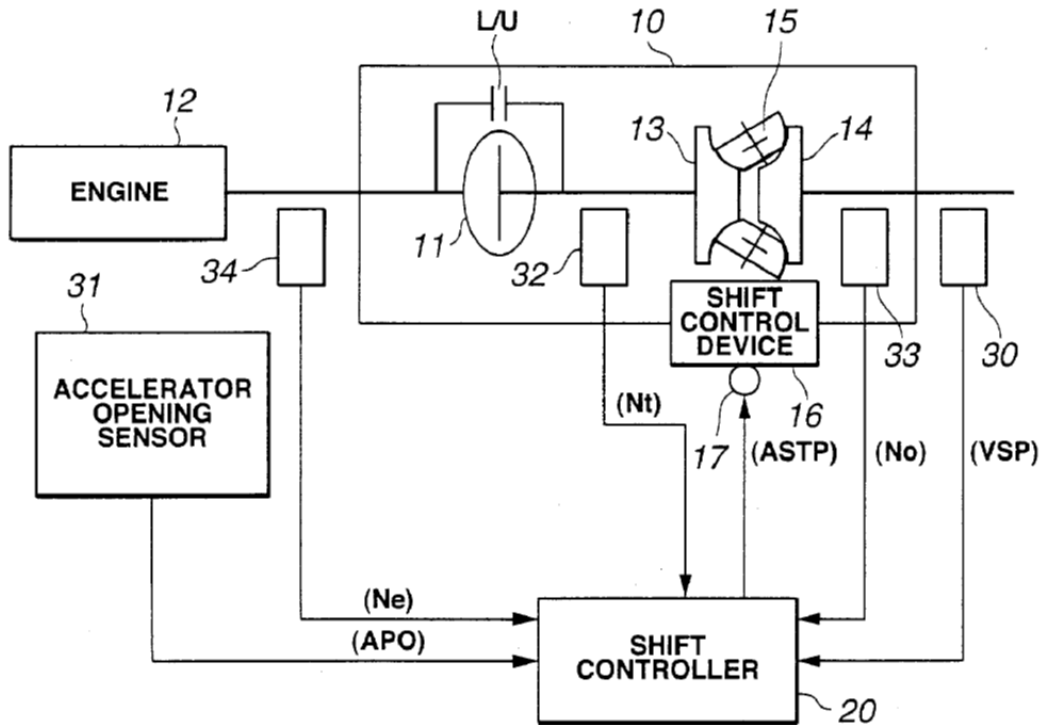 L/U
10
15
12
13
14
ENGINE
11
34
32
31
SHIFT
CONTROL
DEVICE
33
30
ACCELERATOR
OPENING
SENSOR
(Nt)
17
16
(ASTP)
(No)
(VSP)
(Ne)
(APO)
SHIFT
CONTROLLER
20